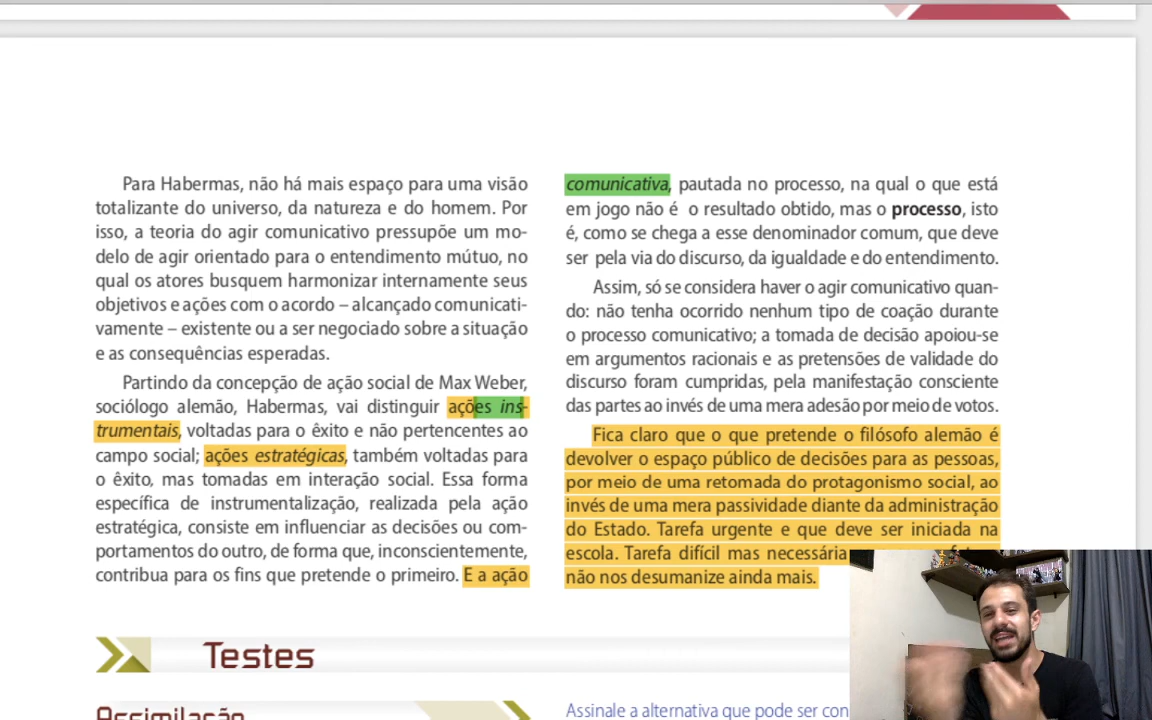 Para Habermas, não há mais espaço para uma visão
totalizante do universo, da natureza e do homem. Por
isso, a teoria do agir comunicativo pressupõe um mo-
delo de agir orientado para o entendimento mútuo, no
qual os atores busquem harmonizar internamente seus
objetivos e ações com o acordo – alcançado comunicati-
vamente – existente ou a ser negociado sobre a situação
e as consequências esperadas.
Partindo da concepção de ação social de Max Weber,
sociólogo alemão, Habermas, vai distinguir ações ins-
trumentais, voltadas para o êxito e não pertencentes ao
campo social; ações estratégicas, também voltadas para
o êxito, mas tomadas em interação social. Essa forma
específica de instrumentalização, realizada pela ação
estratégica, consiste em influenciar as decisões ou com-
portamentos do outro, de forma que, inconscientemente,
contribua para os fins que pretende o primeiro. E a ação
comunicativa, pautada no processo, na qual o que está
em jogo não é o resultado obtido, mas o processo, isto
é, como se chega a esse denominador comum, que deve
ser pela via do discurso, da igualdade e do entendimento.
Assim, só se considera haver o agir comunicativo quan-
do: não tenha ocorrido nenhum tipo de coação durante
o processo comunicativo; a tomada de decisão apoiou-se
em argumentos racionais e as pretensões de validade do
discurso foram cumpridas, pela manifestação consciente
das partes ao invés de uma mera adesão por meio de votos.
Fica claro que o que pretende o filósofo alemão é
devolver o espaço público de decisões para as pessoas,
por meio de uma retomada do protagonismo social, ao
invés de uma mera passividade diante da administração
do Estado. Tarefa urgente e que deve ser iniciada na
escola. Tarefa difícil mas necessária
não nos desumanize ainda mais.
Testes
Assimilação
Assinale a alternativa que pode ser con